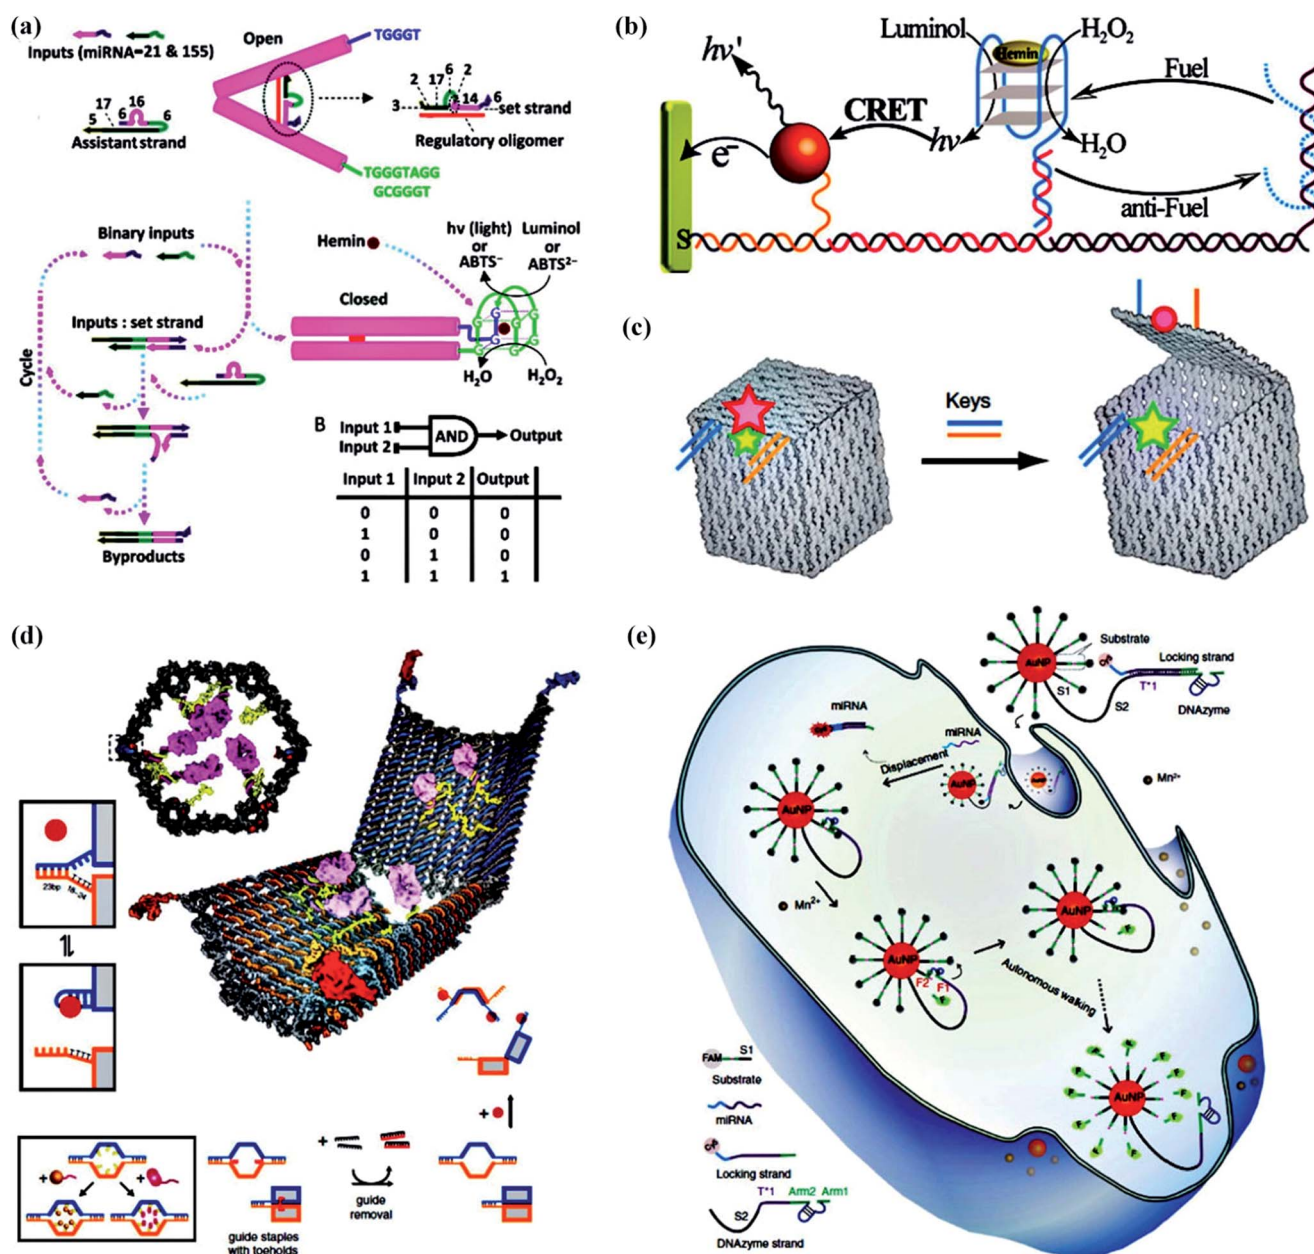 (a)
Inputs (miRNA=21 & 155)
Open
TGGGT
17 16
5 6 6
Assistant strand
6
2 17 2
3 14 6
set strand
Regulatory oligomer
TGGGTAGG
GCGGGT
Binary inputs
Hemin
hν (light)
or
ABTS⁻
Luminol
or
ABTS²⁻
Closed
G G
G G
G G
G
H₂O H₂O₂
Inputs : set strand
Cycle
Byproducts
B
Input 1
Input 2
AND
Output
Input 1 Input 2 Output
0 0 0
1 0 0
0 1 0
1 1 1
(b)
hν'
Luminol
Hemin
H₂O₂
Fuel
CRET
hν
H₂O
e⁻
anti-Fuel
S
(c)
Keys
(d)
23bp
18-24
+
+
+
guide
removal
guide staples
with toeholds
+
(e)
Substrate
AuNP
Locking strand
S1
T*1
S2
DNAzyme
miRNA
miRNA
Displacement
AuNP
AuNP
Mn²⁺
AuNP
Mn²⁺
AuNP
AuNP
F2 F1
Autonomous walking
AuNP
FAM S1
Substrate
miRNA
Locking strand
T*1 Arm2 Arm1
S2
DNAzyme strand